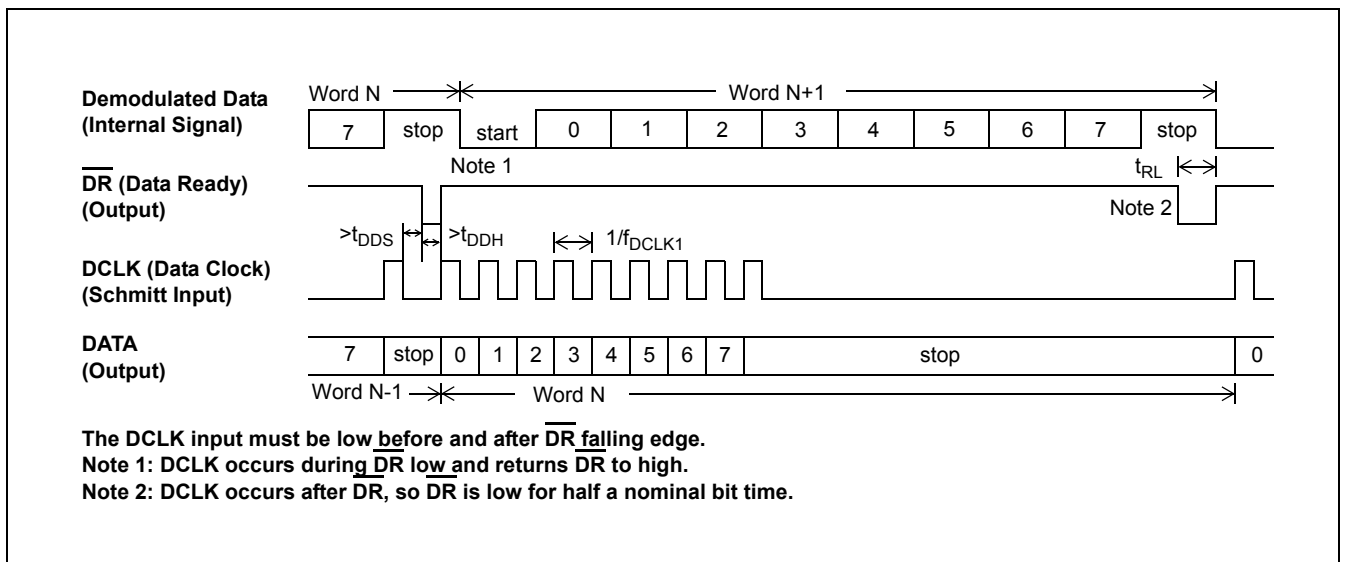 Demodulated Data
(Internal Signal)
Word N
Word N+1
7 stop start 0 1 2 3 4 5 6 7 stop
Note 1
tRL
DR (Data Ready)
(Output)
Note 2
>tDDS
>tDDH
1/fDCLK1
DCLK (Data Clock)
(Schmitt Input)
DATA
(Output)
7 stop 0 1 2 3 4 5 6 7 stop 0
Word N-1
Word N
The DCLK input must be low before and after DR falling edge.
Note 1: DCLK occurs during DR low and returns DR to high.
Note 2: DCLK occurs after DR, so DR is low for half a nominal bit time.